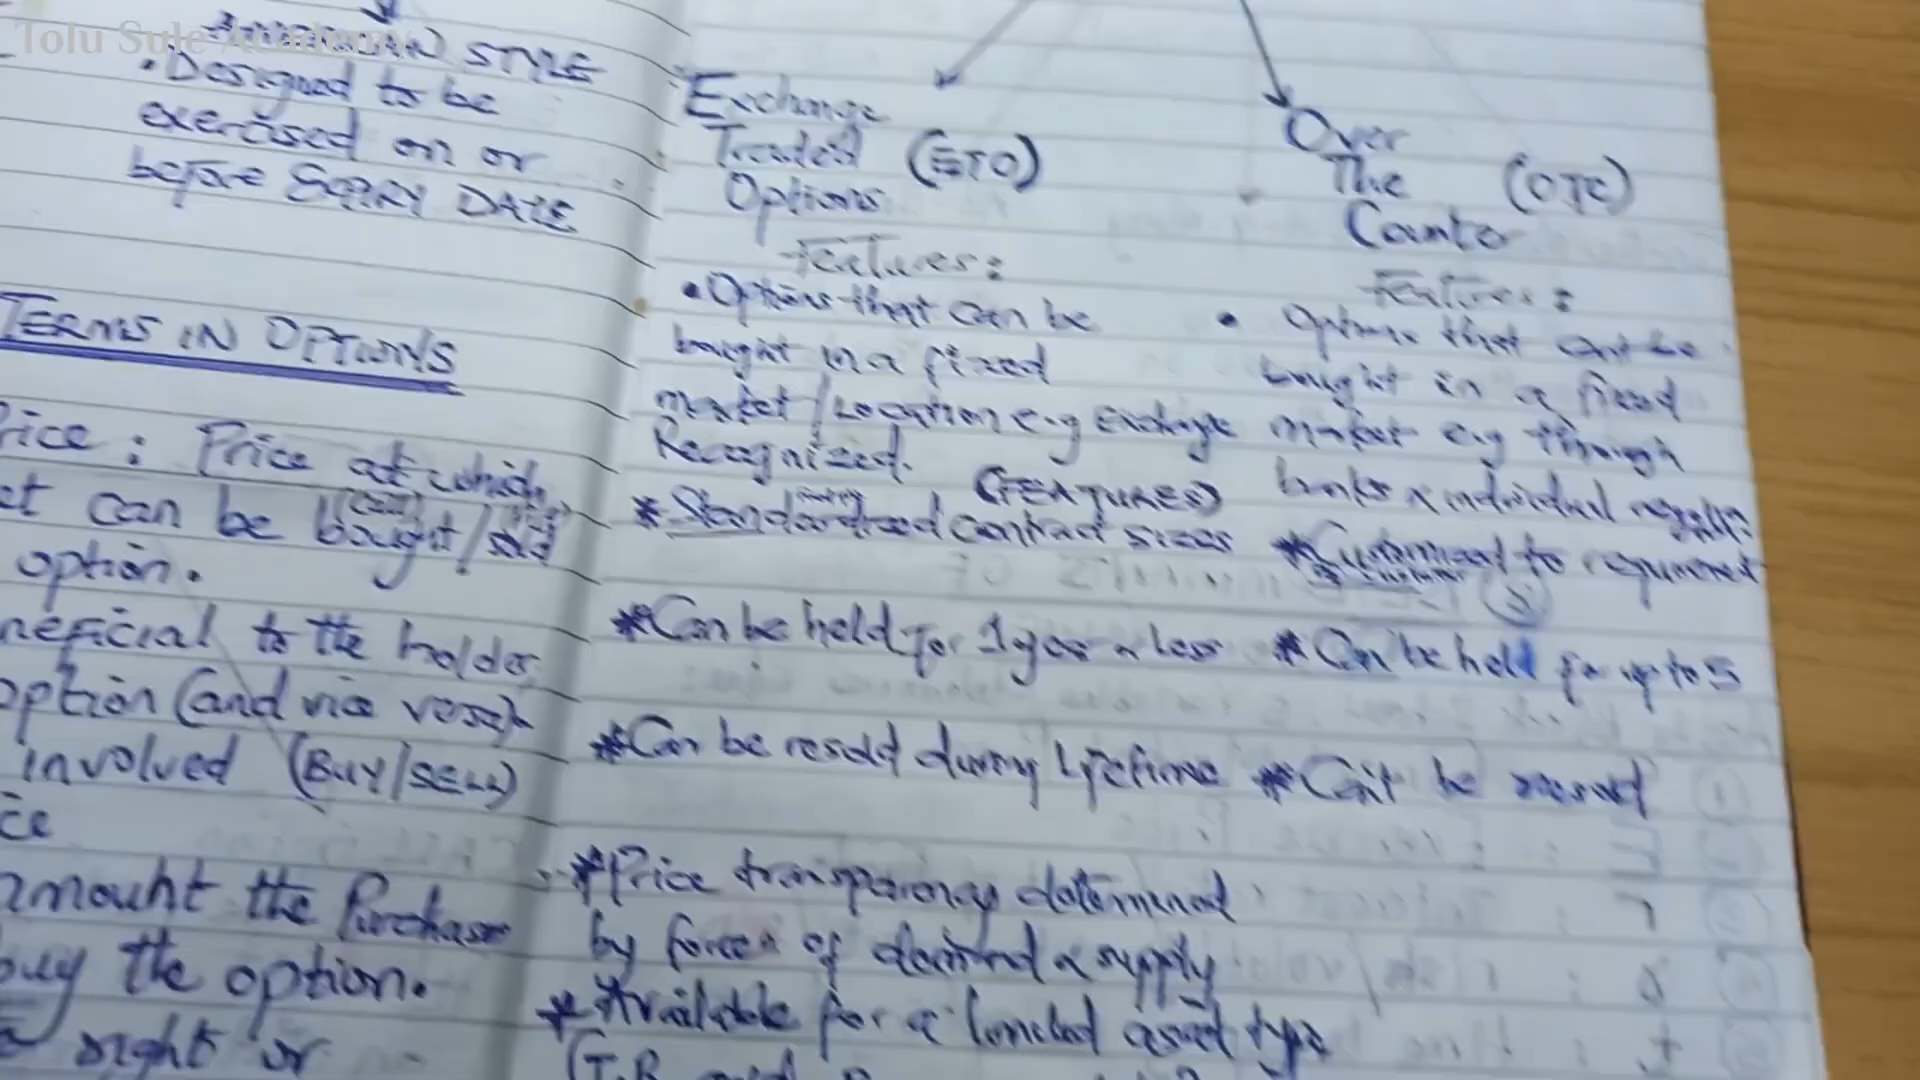 Tolu Sule Academy
AMERICAN STYLE
• Designed to be
exercised on or
before EXPIRY DATE
TERMS IN OPTIONS
rice : Price at which
et can be bought/sold
(call)
option.
neficial to the holder
option (and vice versa)
involved (BUY/SELL)
ce
amount the Purchaser
buy the option.
right or
Exchange
Traded (ETO)
Options
Features:
• Options that can be
bought in a fixed
market/Location e.g Exchange
Recognized.
(FEATURES)
* Standardized contract sizes
* Can be held for 1 year or Less
* Can be resold during Lifetime
* Price transparency determined
by forces of demand & supply
* Available for a limited asset type
Over
The (OTC)
Counter
Features:
• Options that can't be
bought in a fixed
market e.g through
banks & individual
* Customized to requirement
* Can be held for up to 5
* Can't be resold